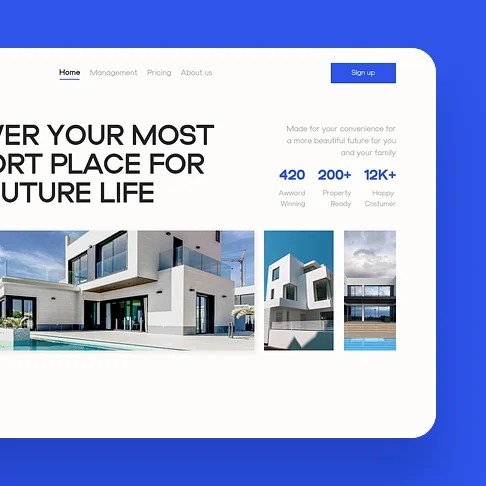 Home Management Pricing About us
Sign up
VER YOUR MOST
ORT PLACE FOR
UTURE LIFE
Made for your convenience for
a more beautiful future for you
and your family
420 200+ 12K+
Awward Property Happy
Winning Ready Costumer